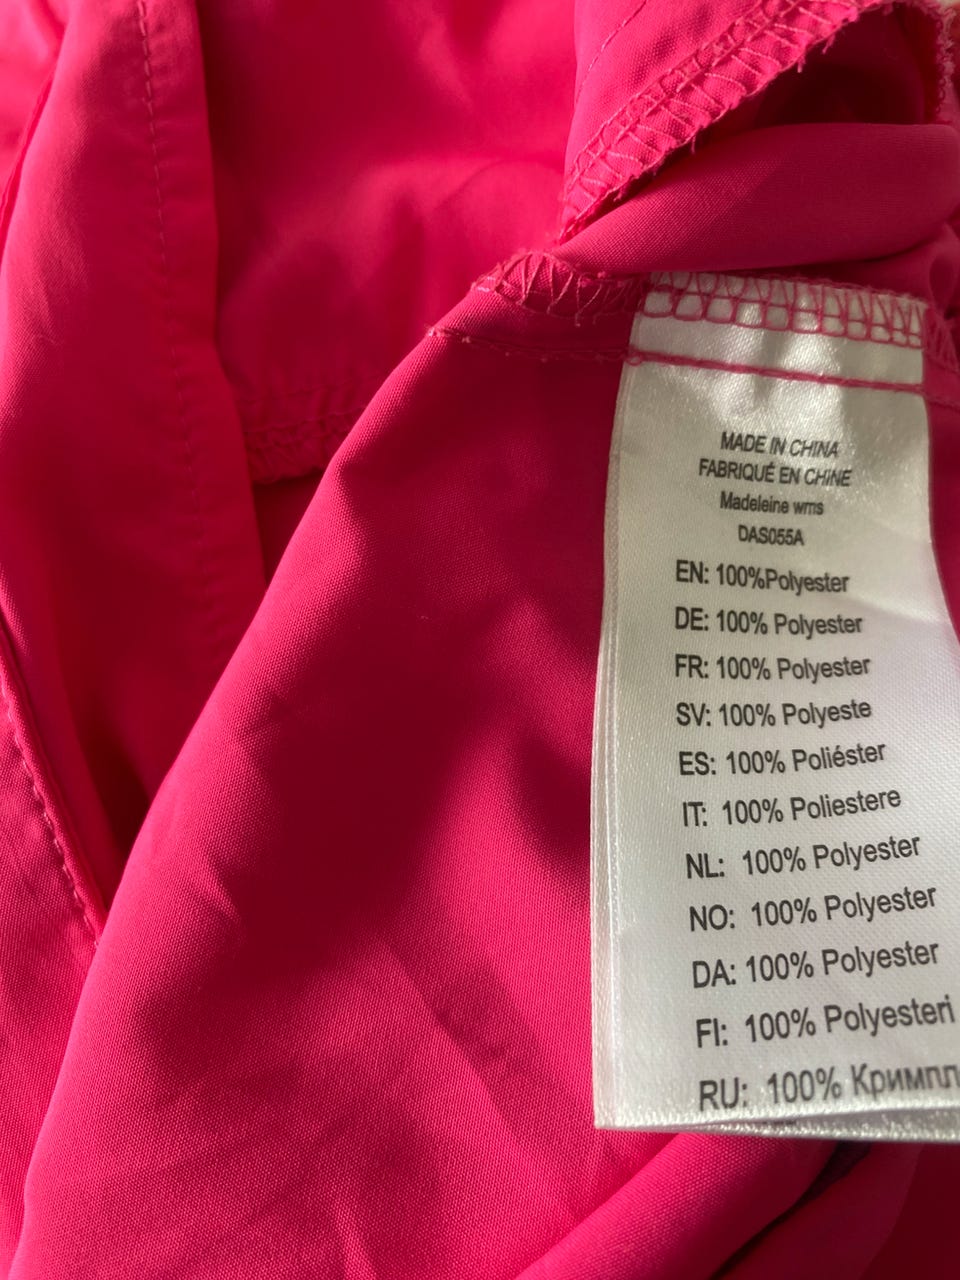 MADE IN CHINA
FABRIQUÉ EN CHINE
Madeleine wms
DAS055A
EN: 100%Polyester
DE: 100% Polyester
FR: 100% Polyester
SV: 100% Polyeste
ES: 100% Poliéster
IT: 100% Poliestere
NL: 100% Polyester
NO: 100% Polyester
DA: 100% Polyester
FI: 100% Polyesteri
RU: 100%